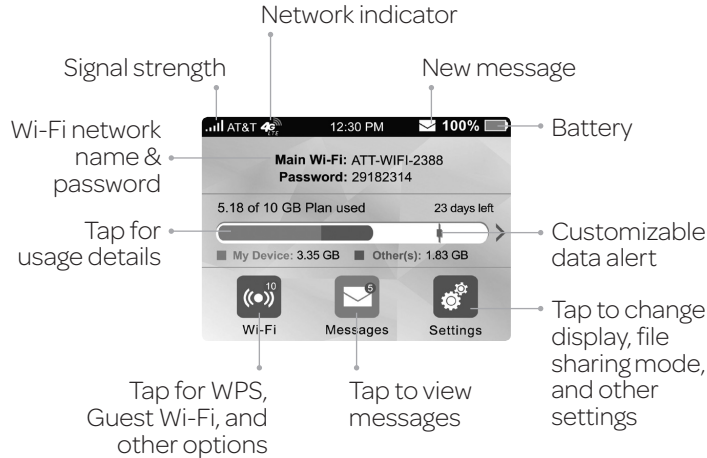 Network indicator
Signal strength
New message
AT&T 4G LTE 12:30 PM 100%
Battery
Wi-Fi network
name &
password
Main Wi-Fi: ATT-WIFI-2388
Password: 29182314
5.18 of 10 GB Plan used 23 days left
Tap for
usage details
Customizable
data alert
My Device: 3.35 GB Other(s): 1.83 GB
10
5
Wi-Fi Messages Settings
Tap to change
display, file
sharing mode,
and other
settings
Tap for WPS,
Guest Wi-Fi, and
other options
Tap to view
messages